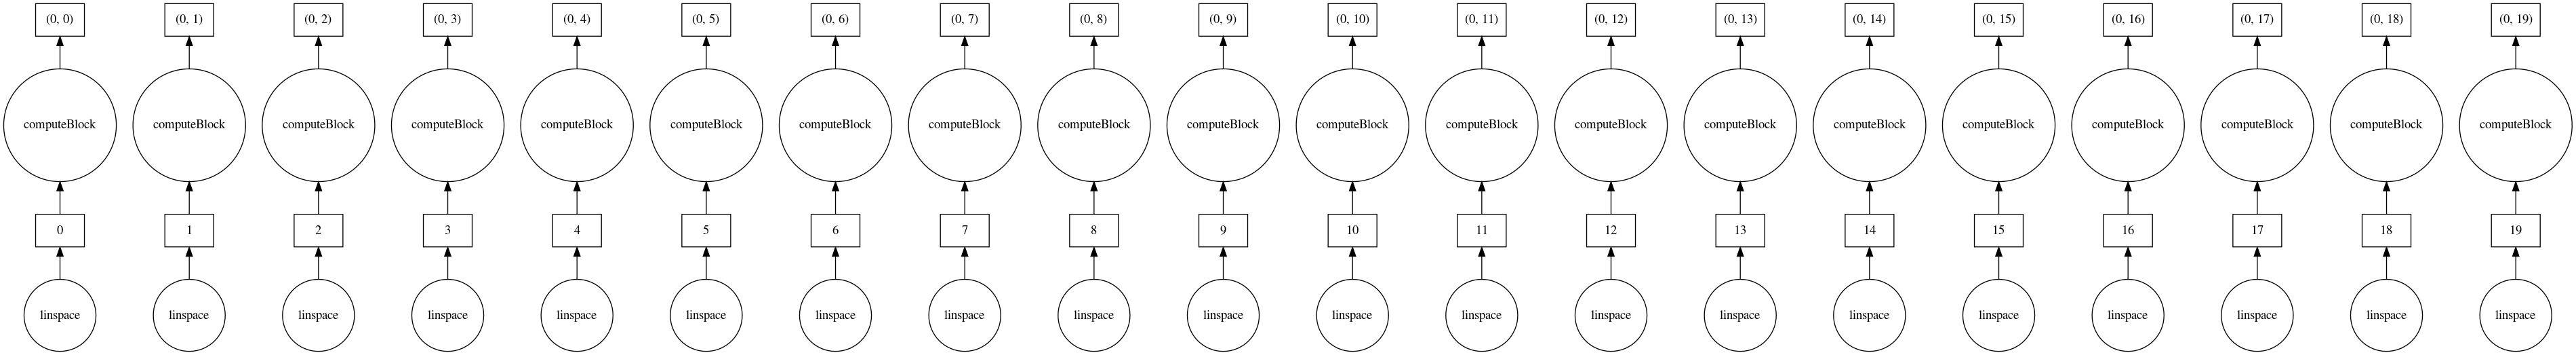 (0, 0) (0, 1) (0, 2) (0, 3) (0, 4) (0, 5) (0, 6) (0, 7) (0, 8) (0, 9) (0, 10) (0, 11) (0, 12) (0, 13) (0, 14) (0, 15) (0, 16) (0, 17) (0, 18) (0, 19)
computeBlock computeBlock computeBlock computeBlock computeBlock computeBlock computeBlock computeBlock computeBlock computeBlock computeBlock computeBlock computeBlock computeBlock computeBlock computeBlock computeBlock computeBlock computeBlock computeBlock
0 1 2 3 4 5 6 7 8 9 10 11 12 13 14 15 16 17 18 19
linspace linspace linspace linspace linspace linspace linspace linspace linspace linspace linspace linspace linspace linspace linspace linspace linspace linspace linspace linspace